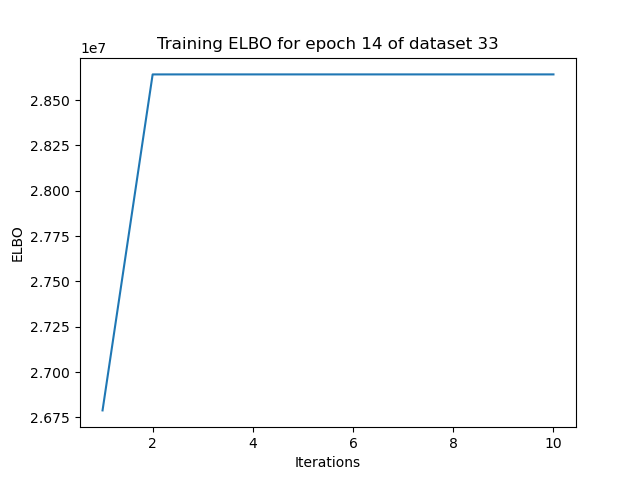 Training ELBO for epoch 14 of dataset 33
1e7
2.850
2.825
2.800
2.775
2.750
2.725
2.700
2.675
ELBO
2 4 6 8 10
Iterations